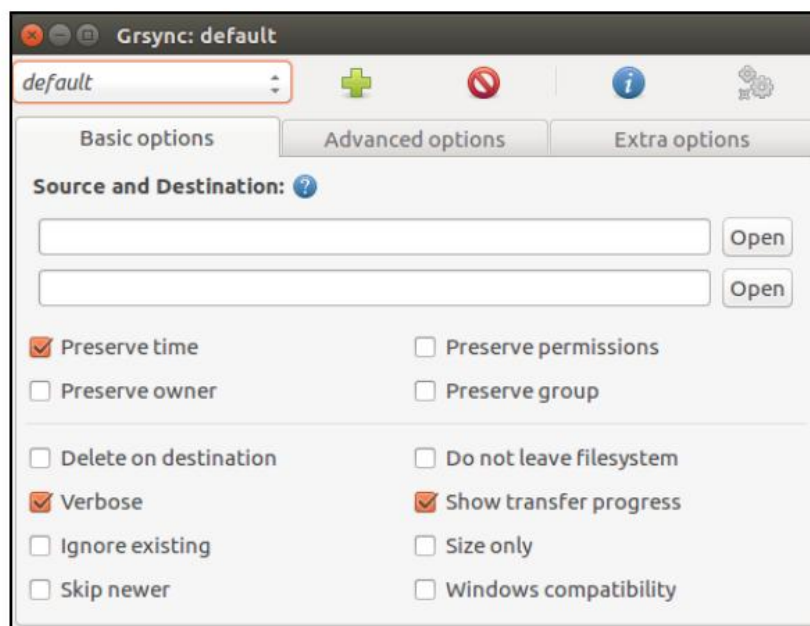 Grsync: default
default
Basic options Advanced options Extra options
Source and Destination:
Open
Open
Preserve time Preserve permissions
Preserve owner Preserve group
Delete on destination Do not leave filesystem
Verbose Show transfer progress
Ignore existing Size only
Skip newer Windows compatibility